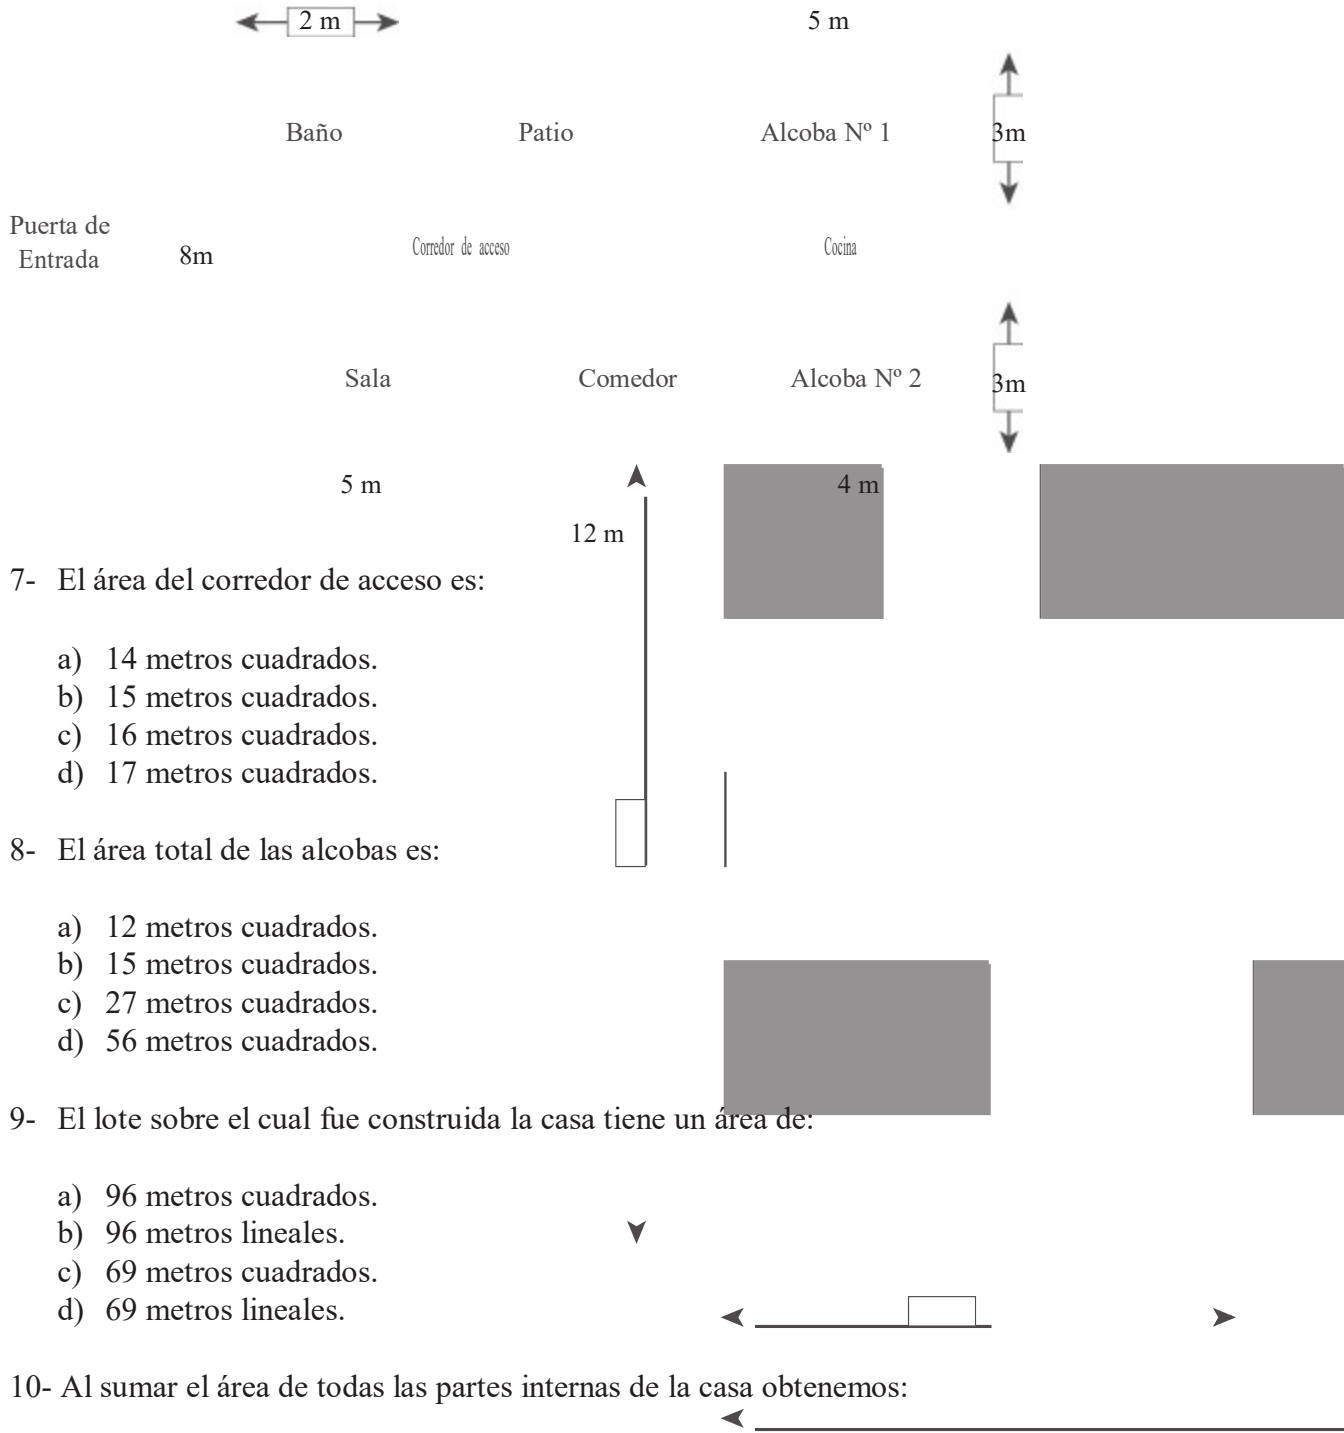 2 m 5 m
Baño Patio Alcoba Nº 1 3m
Puerta de
Entrada 8m Corredor de acceso Cocina
Sala Comedor Alcoba Nº 2 3m
5 m 4 m
12 m
7- El área del corredor de acceso es:
a) 14 metros cuadrados.
b) 15 metros cuadrados.
c) 16 metros cuadrados.
d) 17 metros cuadrados.
8- El área total de las alcobas es:
a) 12 metros cuadrados.
b) 15 metros cuadrados.
c) 27 metros cuadrados.
d) 56 metros cuadrados.
9- El lote sobre el cual fue construida la casa tiene un área de:
a) 96 metros cuadrados.
b) 96 metros lineales.
c) 69 metros cuadrados.
d) 69 metros lineales.
10- Al sumar el área de todas las partes internas de la casa obtenemos: